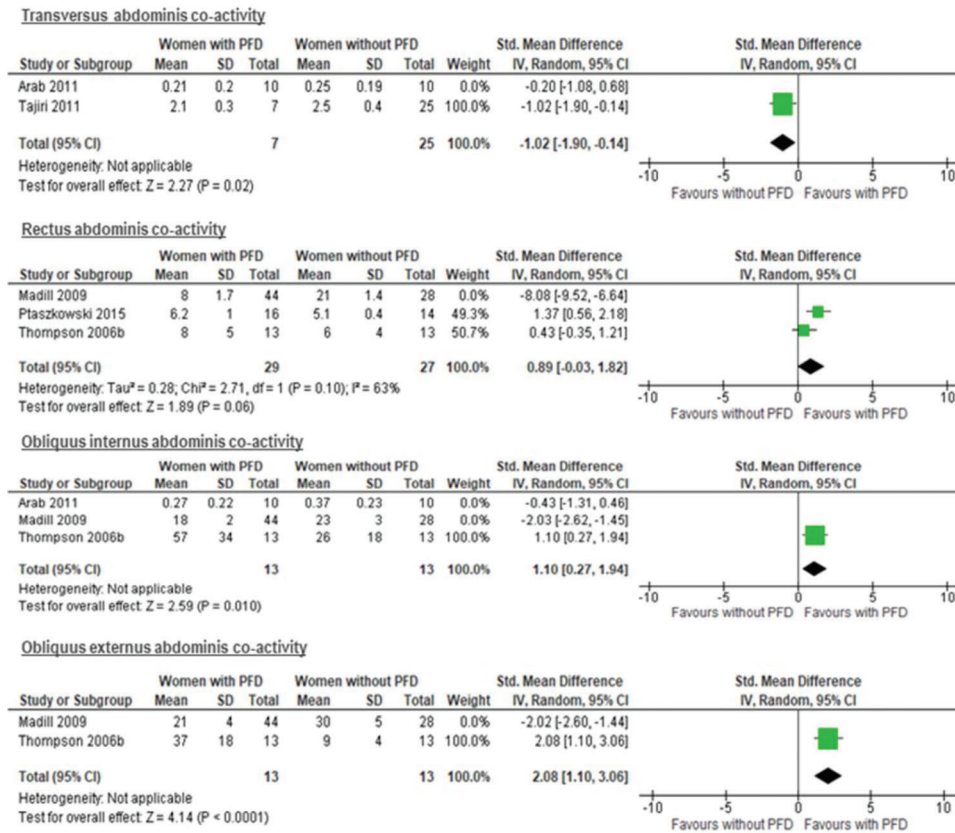 Transversus abdominis co-activity
Women with PFD Women without PFD Std. Mean Difference Std. Mean Difference
Study or Subgroup Mean SD Total Mean SD Total Weight IV, Random, 95% CI IV, Random, 95% CI
Arab 2011 0.21 0.2 10 0.25 0.19 10 0.0% -0.20 [-1.08, 0.68]
Tajiri 2011 2.1 0.3 7 2.5 0.4 25 100.0% -1.02 [-1.90, -0.14]
Total (95% CI) 7 25 100.0% -1.02 [-1.90, -0.14]
Heterogeneity: Not applicable
Test for overall effect: Z = 2.27 (P = 0.02)
-10 -5 0 5 10
Favours without PFD Favours with PFD
Rectus abdominis co-activity
Women with PFD Women without PFD Std. Mean Difference Std. Mean Difference
Study or Subgroup Mean SD Total Mean SD Total Weight IV, Random, 95% CI IV, Random, 95% CI
Madill 2009 8 1.7 44 21 1.4 28 0.0% -8.08 [-9.52, -6.64]
Ptaszkowski 2015 6.2 1 16 5.1 0.4 14 49.3% 1.37 [0.56, 2.18]
Thompson 2006b 8 5 13 6 4 13 50.7% 0.43 [-0.35, 1.21]
Total (95% CI) 29 27 100.0% 0.89 [-0.03, 1.82]
Heterogeneity: Tau² = 0.28; Chi² = 2.71, df = 1 (P = 0.10); I² = 63%
Test for overall effect: Z = 1.89 (P = 0.06)
-10 -5 0 5 10
Favours without PFD Favours with PFD
Obliquus internus abdominis co-activity
Women with PFD Women without PFD Std. Mean Difference Std. Mean Difference
Study or Subgroup Mean SD Total Mean SD Total Weight IV, Random, 95% CI IV, Random, 95% CI
Arab 2011 0.27 0.22 10 0.37 0.23 10 0.0% -0.43 [-1.31, 0.46]
Madill 2009 18 2 44 23 3 28 0.0% -2.03 [-2.62, -1.45]
Thompson 2006b 57 34 13 26 18 13 100.0% 1.10 [0.27, 1.94]
Total (95% CI) 13 13 100.0% 1.10 [0.27, 1.94]
Heterogeneity: Not applicable
Test for overall effect: Z = 2.59 (P = 0.010)
-10 -5 0 5 10
Favours without PFD Favours with PFD
Obliquus externus abdominis co-activity
Women with PFD Women without PFD Std. Mean Difference Std. Mean Difference
Study or Subgroup Mean SD Total Mean SD Total Weight IV, Random, 95% CI IV, Random, 95% CI
Madill 2009 21 4 44 30 5 28 0.0% -2.02 [-2.60, -1.44]
Thompson 2006b 37 18 13 9 4 13 100.0% 2.08 [1.10, 3.06]
Total (95% CI) 13 13 100.0% 2.08 [1.10, 3.06]
Heterogeneity: Not applicable
Test for overall effect: Z = 4.14 (P < 0.0001)
-10 -5 0 5 10
Favours without PFD Favours with PFD